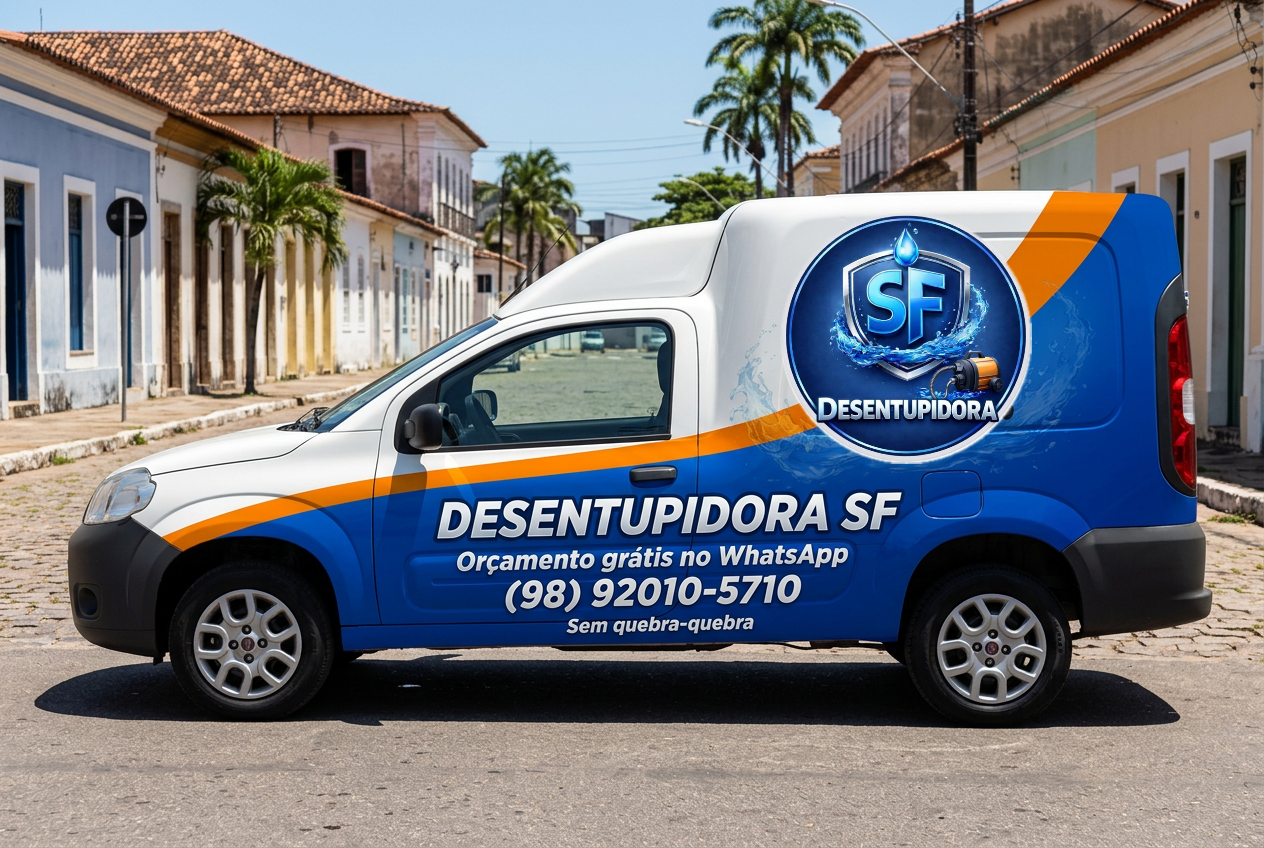 SF
DESENTUPIDORA
DESENTUPIDORA SF
Orçamento grátis no WhatsApp
(98) 92010-5710
Sem quebra-quebra